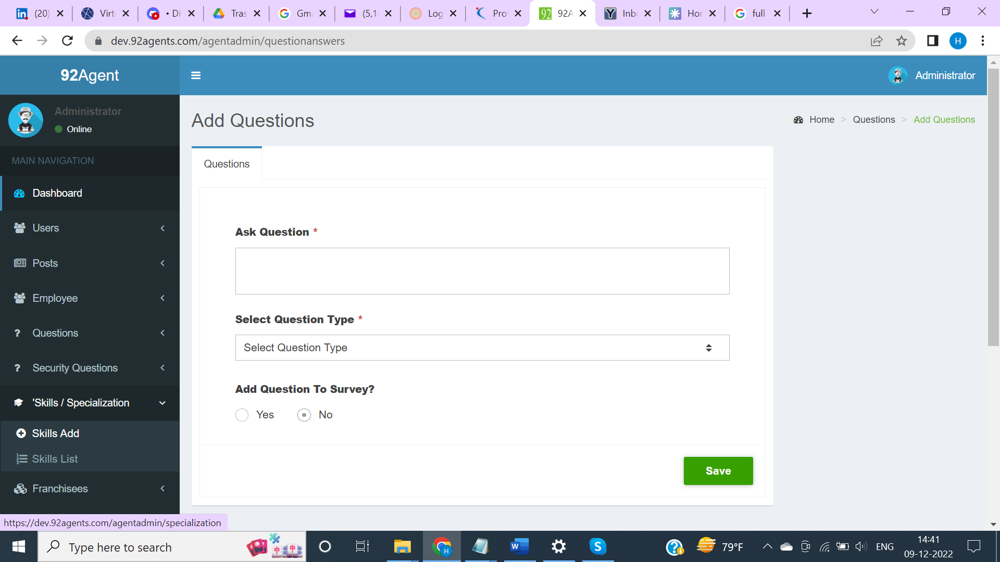 (20)
Virt
• Di
Tras
Gm
(5,1
Log
Pro
92A
Inb
Hor
full
dev.92agents.com/agentadmin/questionanswers
H
92Agent
Administrator
Administrator
Online
MAIN NAVIGATION
Dashboard
Users
Posts
Employee
Questions
Security Questions
'Skills / Specialization
Skills Add
Skills List
Franchisees
Add Questions
Home > Questions > Add Questions
Questions
Ask Question *
Select Question Type *
Select Question Type
Add Question To Survey?
Yes No
Save
https://dev.92agents.com/agentadmin/specialization
Type here to search
79°F
ENG
14:41
09-12-2022